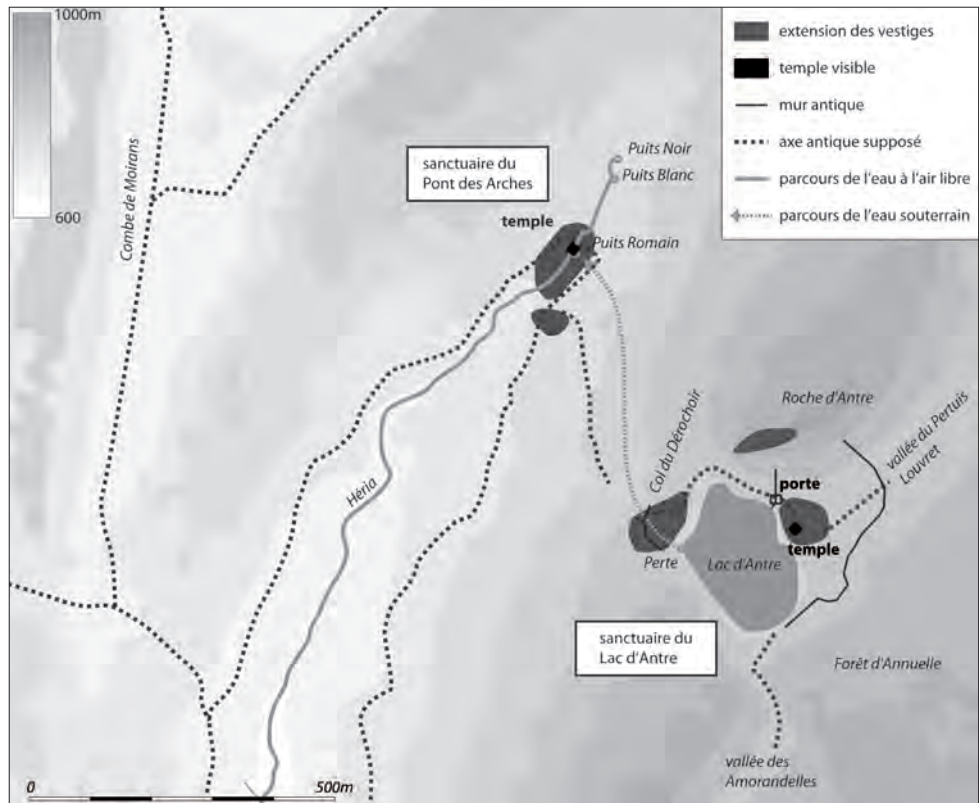 1000m
600
extension des vestiges
temple visible
mur antique
axe antique supposé
parcours de l'eau à l'air libre
parcours de l'eau souterrain
Combe de Moirans
sanctuaire du
Pont des Arches
Puits Noir
Puits Blanc
temple
Puits Romain
Héria
Col du Dérochoir
Roche d'Antre
vallée du Pertuis
Louvret
porte
temple
Perte
Lac d'Antre
sanctuaire du
Lac d'Antre
Forêt d'Annuelle
vallée des
Amorandelles
0
500m